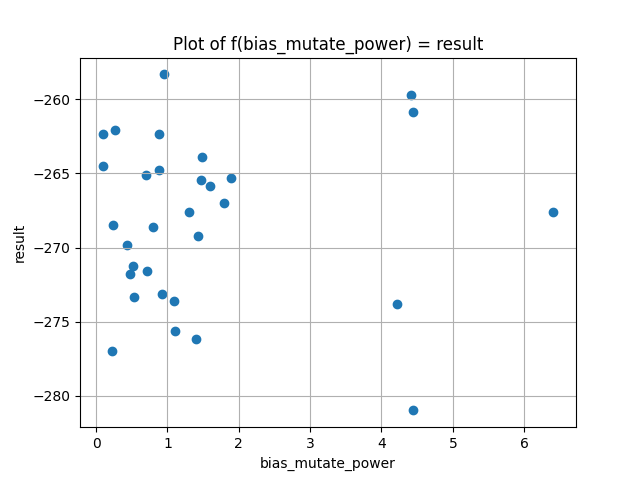 Plot of f(bias_mutate_power) = result
−260
−265
−270
−275
−280
result
0 1 2 3 4 5 6
bias_mutate_power